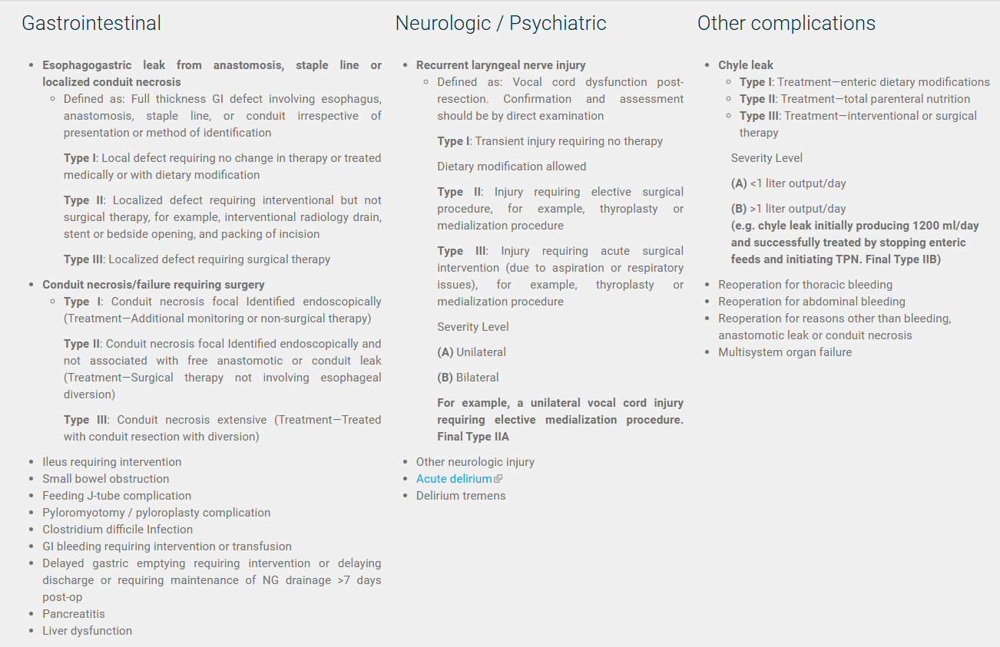 Gastrointestinal
Esophagogastric leak from anastomosis, staple line or
localized conduit necrosis
Defined as: Full thickness GI defect involving esophagus,
anastomosis, staple line, or conduit irrespective of
presentation or method of identification
Type I: Local defect requiring no change in therapy or treated
medically or with dietary modification
Type II: Localized defect requiring interventional but not
surgical therapy, for example, interventional radiology drain,
stent or bedside opening, and packing of incision
Type III: Localized defect requiring surgical therapy
Conduit necrosis/failure requiring surgery
Type I: Conduit necrosis focal Identified endoscopically
(Treatment—Additional monitoring or non-surgical therapy)
Type II: Conduit necrosis focal Identified endoscopically and
not associated with free anastomotic or conduit leak
(Treatment—Surgical therapy not involving esophageal
diversion)
Type III: Conduit necrosis extensive (Treatment—Treated
with conduit resection with diversion)
Ileus requiring intervention
Small bowel obstruction
Feeding J-tube complication
Pyloromyotomy / pyloroplasty complication
Clostridium difficile Infection
GI bleeding requiring intervention or transfusion
Delayed gastric emptying requiring intervention or delaying
discharge or requiring maintenance of NG drainage >7 days
post-op
Pancreatitis
Liver dysfunction
Neurologic / Psychiatric
Recurrent laryngeal nerve injury
Defined as: Vocal cord dysfunction post-
resection. Confirmation and assessment
should be by direct examination
Type I: Transient injury requiring no therapy
Dietary modification allowed
Type II: Injury requiring elective surgical
procedure, for example, thyroplasty or
medialization procedure
Type III: Injury requiring acute surgical
intervention (due to aspiration or respiratory
issues), for example, thyroplasty or
medialization procedure
Severity Level
(A) Unilateral
(B) Bilateral
For example, a unilateral vocal cord injury
requiring elective medialization procedure.
Final Type IIA
Other neurologic injury
Acute delirium
Delirium tremens
Other complications
Chyle leak
Type I: Treatment—enteric dietary modifications
Type II: Treatment—total parenteral nutrition
Type III: Treatment—interventional or surgical
therapy
Severity Level
(A) <1 liter output/day
(B) >1 liter output/day
(e.g. chyle leak initially producing 1200 ml/day
and successfully treated by stopping enteric
feeds and initiating TPN. Final Type IIB)
Reoperation for thoracic bleeding
Reoperation for abdominal bleeding
Reoperation for reasons other than bleeding,
anastomotic leak or conduit necrosis
Multisystem organ failure